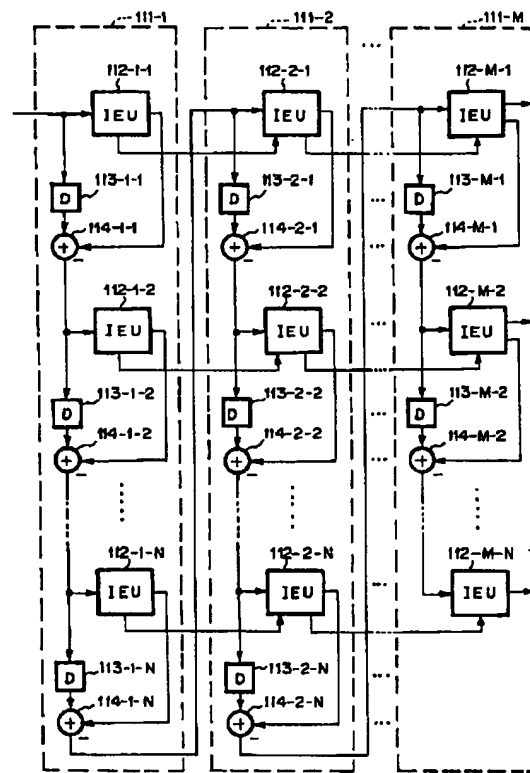 111-1 111-2 111-M
112-1-1 112-2-1 112-M-1
IEU IEU IEU
113-1-1 113-2-1 113-M-1
D D D
114-1-1 114-2-1 114-M-1
+ + +
- - -
112-1-2 112-2-2 112-M-2
IEU IEU IEU
113-1-2 113-2-2 113-M-2
D D D
114-1-2 114-2-2 114-M-2
+ + +
- - -
112-1-N 112-2-N 112-M-N
IEU IEU IEU
113-1-N 113-2-N
D D
114-1-N 114-2-N
+ +
- -